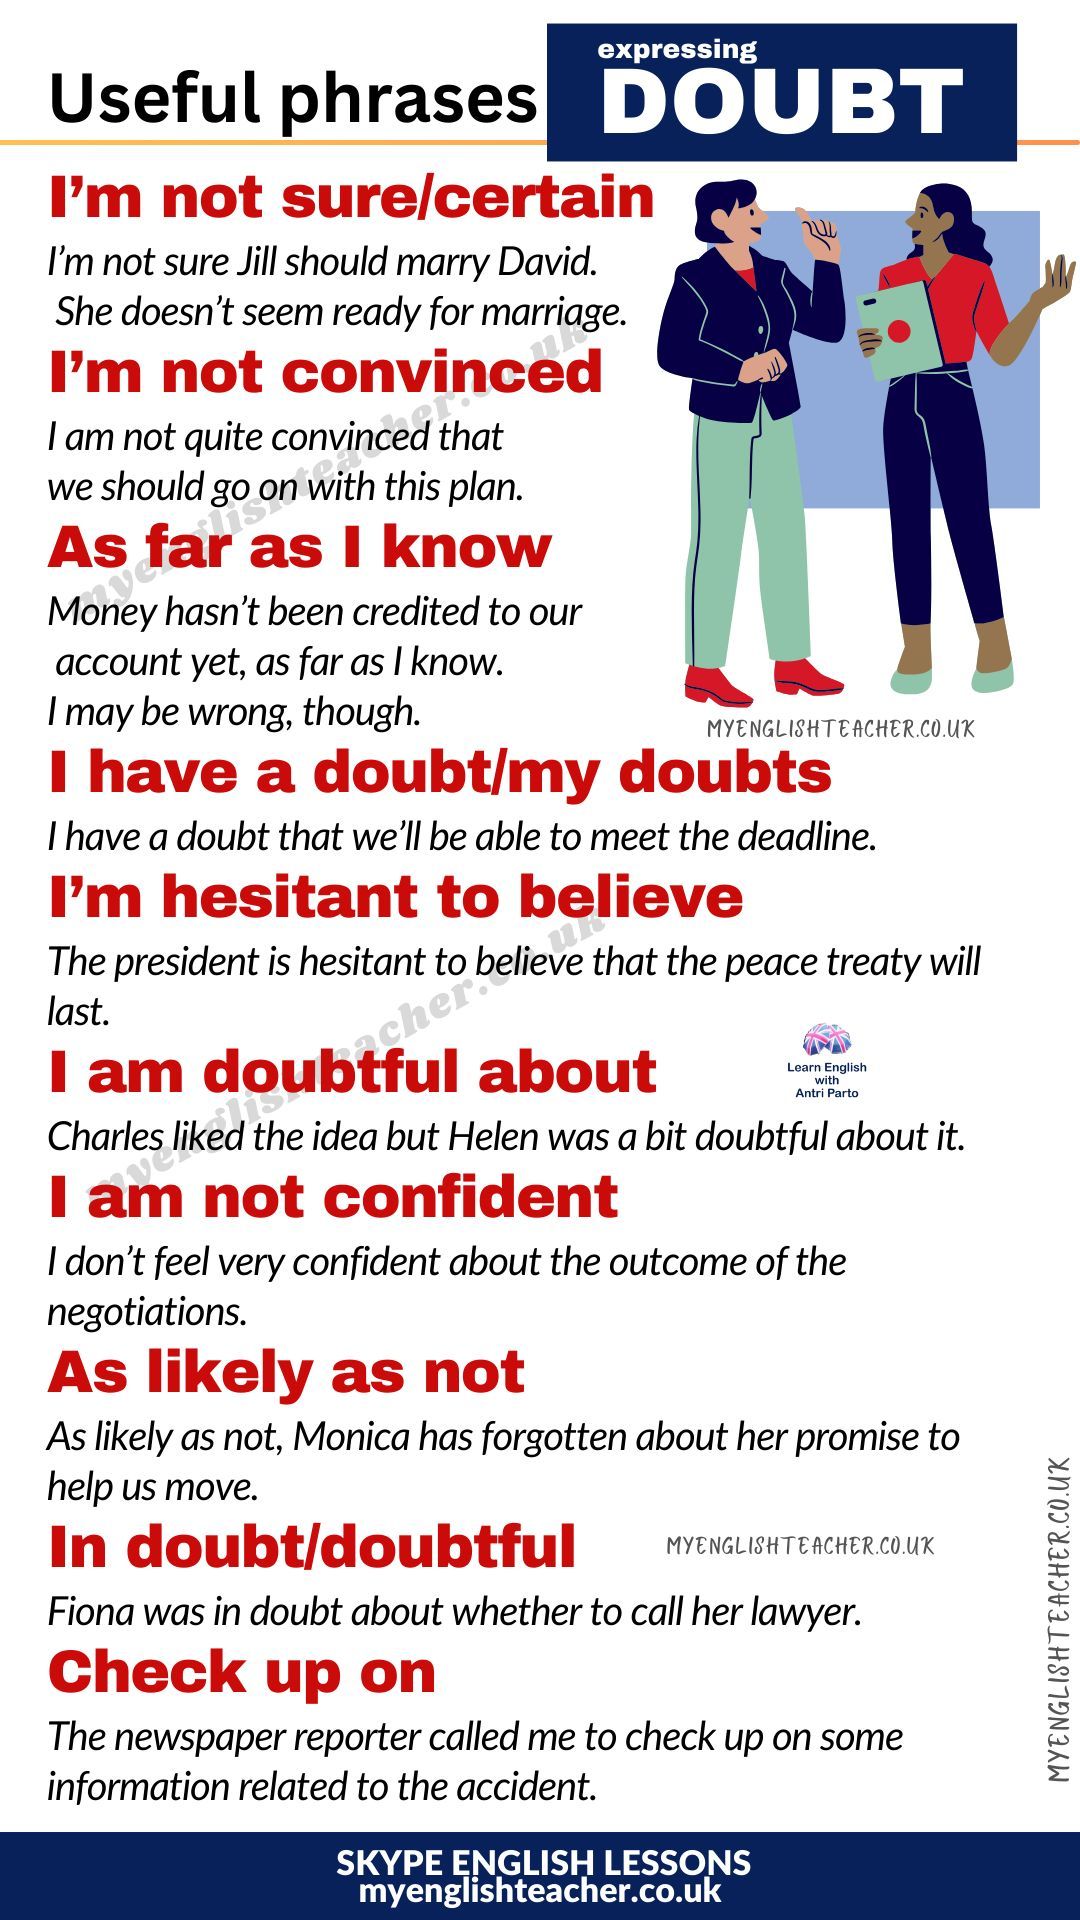 expressing
Useful phrases DOUBT
I’m not sure/certain
I’m not sure Jill should marry David.
She doesn’t seem ready for marriage.
I’m not convinced
I am not quite convinced that
we should go on with this plan.
As far as I know
Money hasn’t been credited to our
account yet, as far as I know.
I may be wrong, though.
MYENGLISHTEACHER.CO.UK
myenglishteacher.co.uk
I have a doubt/my doubts
I have a doubt that we’ll be able to meet the deadline.
I’m hesitant to believe
The president is hesitant to believe that the peace treaty will
last.
I am doubtful about
Learn English
with
Antri Parto
Charles liked the idea but Helen was a bit doubtful about it.
myenglishteacher.co.uk
I am not confident
I don’t feel very confident about the outcome of the
negotiations.
As likely as not
As likely as not, Monica has forgotten about her promise to
help us move.
In doubt/doubtful
MYENGLISHTEACHER.CO.UK
Fiona was in doubt about whether to call her lawyer.
Check up on
The newspaper reporter called me to check up on some
information related to the accident.
MYENGLISHTEACHER.CO.UK
SKYPE ENGLISH LESSONS
myenglishteacher.co.uk